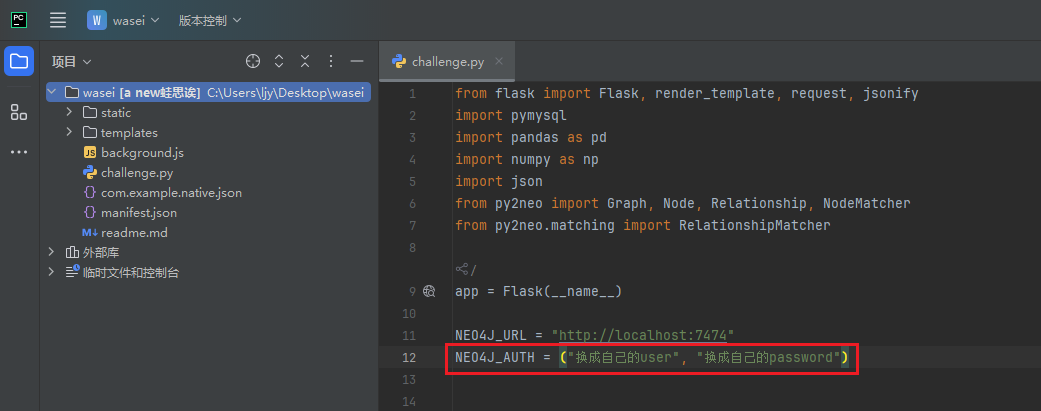 PC W wasei 版本控制
项目
wasei [a new蛙思诶] C:\Users\ljy\Desktop\wasei
static
templates
JS background.js
challenge.py
{} com.example.native.json
{} manifest.json
M↓ readme.md
外部库
临时文件和控制台
challenge.py ×
1 from flask import Flask, render_template, request, jsonify
2 import pymysql
3 import pandas as pd
4 import numpy as np
5 import json
6 from py2neo import Graph, Node, Relationship, NodeMatcher
7 from py2neo.matching import RelationshipMatcher
8
/
9 app = Flask(__name__)
10
11 NEO4J_URL = "http://localhost:7474"
12 NEO4J_AUTH = ("换成自己的user", "换成自己的password")
13
14